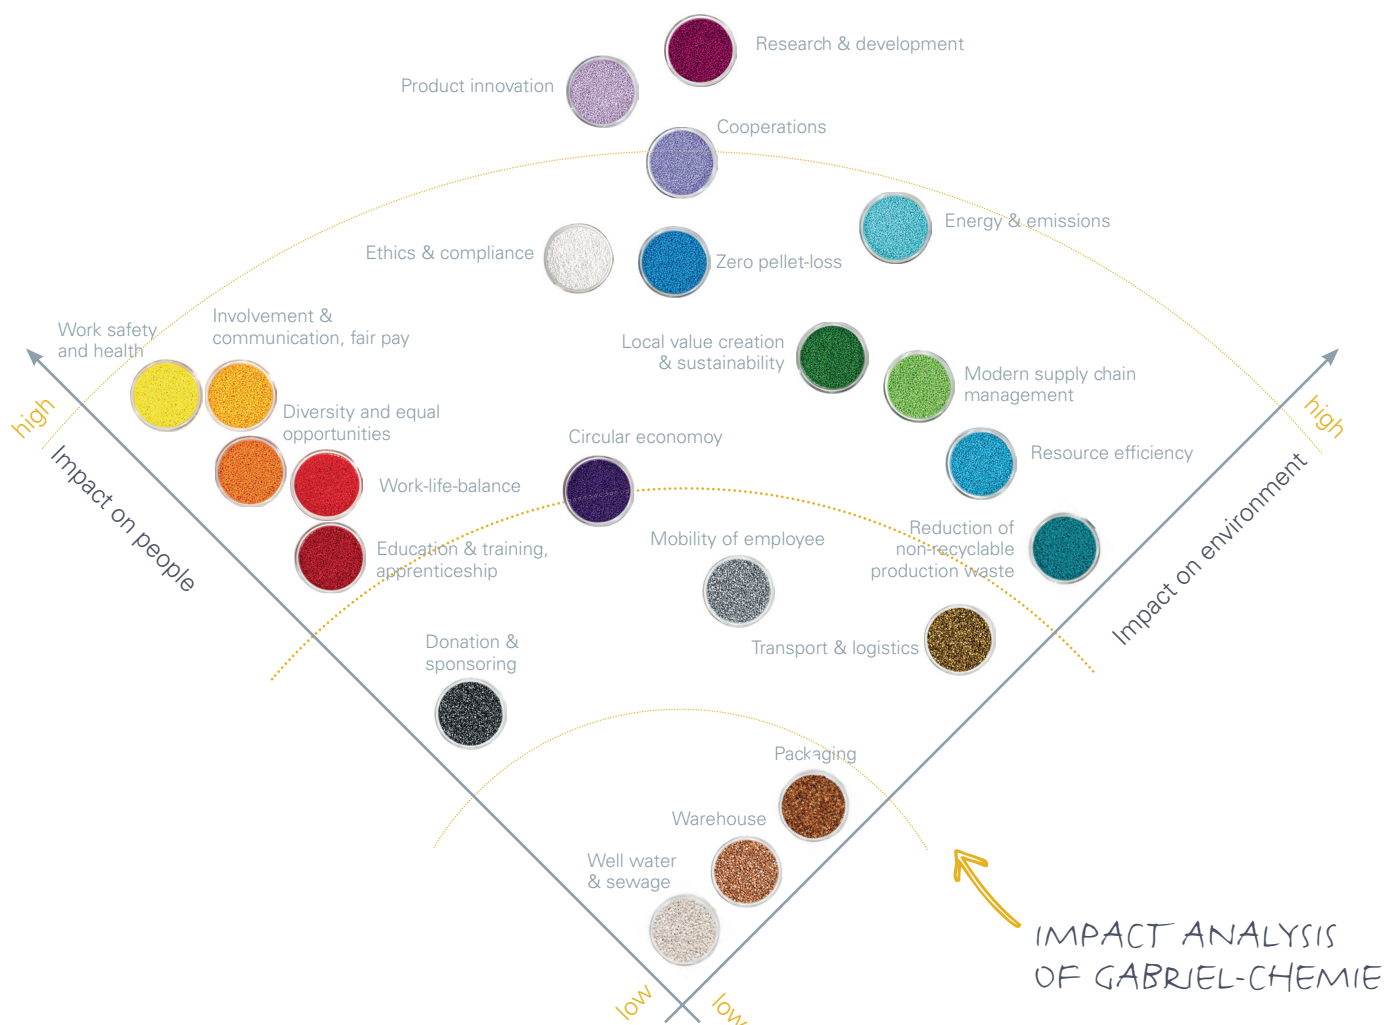 Research & development
Product innovation
Cooperations
Energy & emissions
Ethics & compliance
Zero pellet-loss
Involvement &
communication, fair pay
Work safety
and health
Local value creation
& sustainability
Modern supply chain
management
high
high
Diversity and equal
opportunities
Circular economoy
Resource efficiency
Impact on people
Impact on environment
Work-life-balance
Education & training,
apprenticeship
Mobility of employee
Reduction of
non-recyclable
production waste
Donation &
sponsoring
Transport & logistics
Packaging
Warehouse
Well water
& sewage
IMPACT ANALYSIS
OF GABRIEL-CHEMIE
low
low